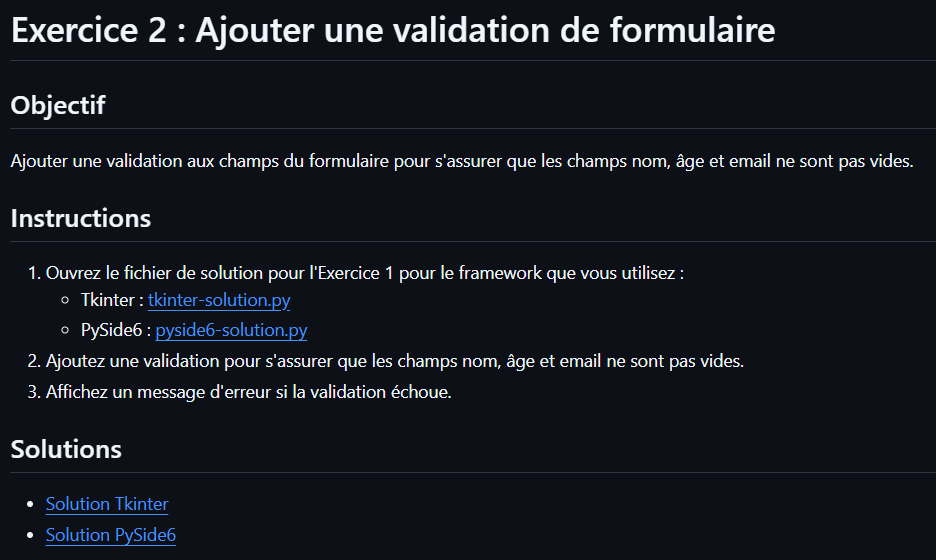 Exercice 2 : Ajouter une validation de formulaire
Objectif
Ajouter une validation aux champs du formulaire pour s'assurer que les champs nom, âge et email ne sont pas vides.
Instructions
1. Ouvrez le fichier de solution pour l'Exercice 1 pour le framework que vous utilisez :
Tkinter : tkinter-solution.py
PySide6 : pyside6-solution.py
2. Ajoutez une validation pour s'assurer que les champs nom, âge et email ne sont pas vides.
3. Affichez un message d'erreur si la validation échoue.
Solutions
Solution Tkinter
Solution PySide6